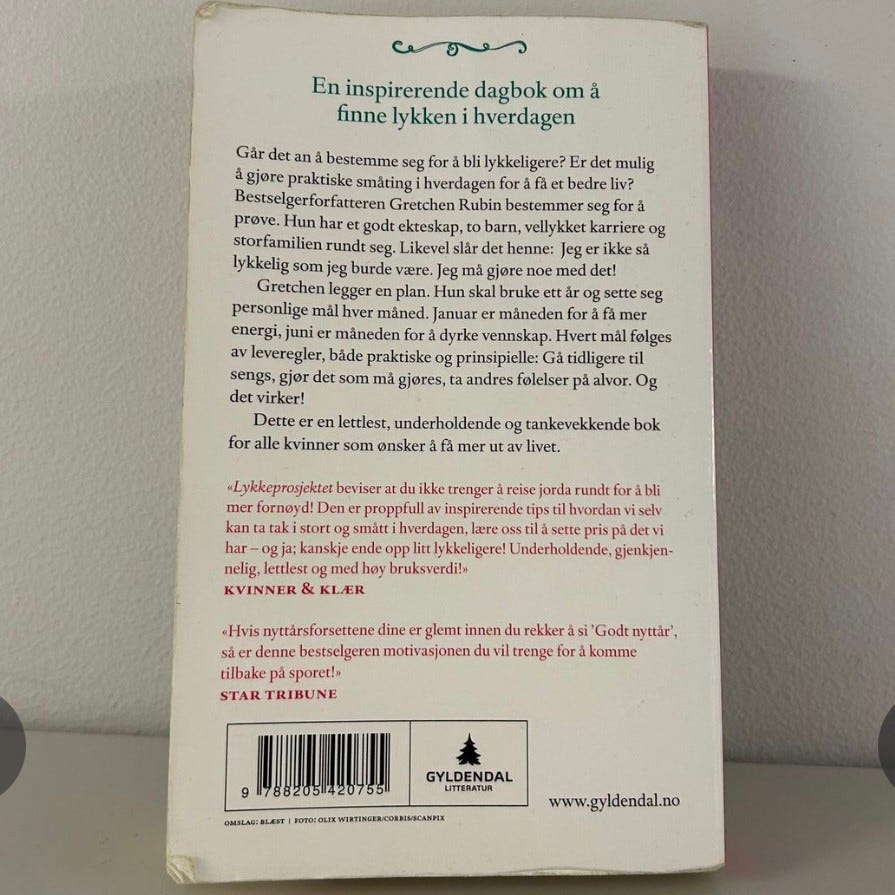 En inspirerende dagbok om å
finne lykken i hverdagen
Går det an å bestemme seg for å bli lykkeligere? Er det mulig
å gjøre praktiske småting i hverdagen for å få et bedre liv?
Bestselgerforfatteren Gretchen Rubin bestemmer seg for å
prøve. Hun har et godt ekteskap, to barn, vellykket karriere og
storfamilien rundt seg. Likevel slår det henne: Jeg er ikke så
lykkelig som jeg burde være. Jeg må gjøre noe med det!
Gretchen legger en plan. Hun skal bruke ett år og sette seg
personlige mål hver måned. Januar er måneden for å få mer
energi, juni er måneden for å dyrke vennskap. Hvert mål følges
av leveregler, både praktiske og prinsipielle: Gå tidligere til
sengs, gjør det som må gjøres, ta andres følelser på alvor. Og
det virker!
Dette er en lettlest, underholdende og tankevekkende bok
for alle kvinner som ønsker å få mer ut av livet.
«Lykkeprosjektet beviser at du ikke trenger å reise jorda rundt for å bli
mer fornøyd! Den er proppfull av inspirerende tips til hvordan vi selv
kan ta tak i stort og smått i hverdagen, lære oss til å sette pris på det vi
har – og ja; kanskje ende opp litt lykkeligere! Underholdende, gjenkjen-
nelig, lettlest og med høy bruksverdi!»
KVINNER & KLÆR
«Hvis nyttårsforsettene dine er glemt innen du rekker å si 'Godt nyttår',
så er denne bestselgeren motivasjonen du vil trenge for å komme
tilbake på sporet!»
STAR TRIBUNE
9 788205 420755
GYLDENDAL
LITTERATUR
www.gyldendal.no
OMSLAG: BLÆST | FOTO: OLIX WIRTINGER/CORBIS/SCANPIX